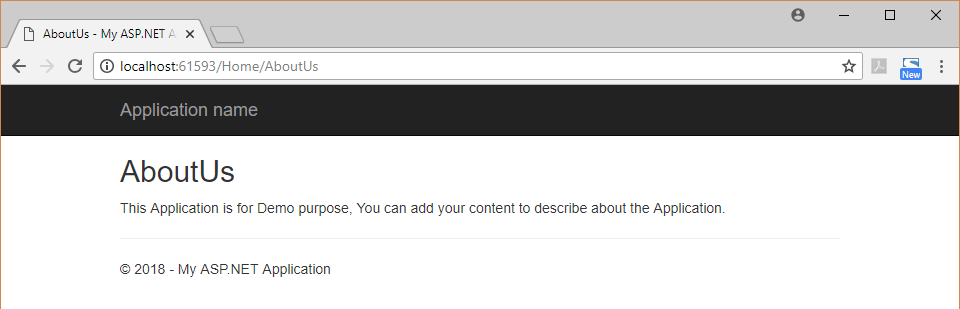 AboutUs - My ASP.NET A
localhost:61593/Home/AboutUs
New
Application name
AboutUs
This Application is for Demo purpose, You can add your content to describe about the Application.
© 2018 - My ASP.NET Application